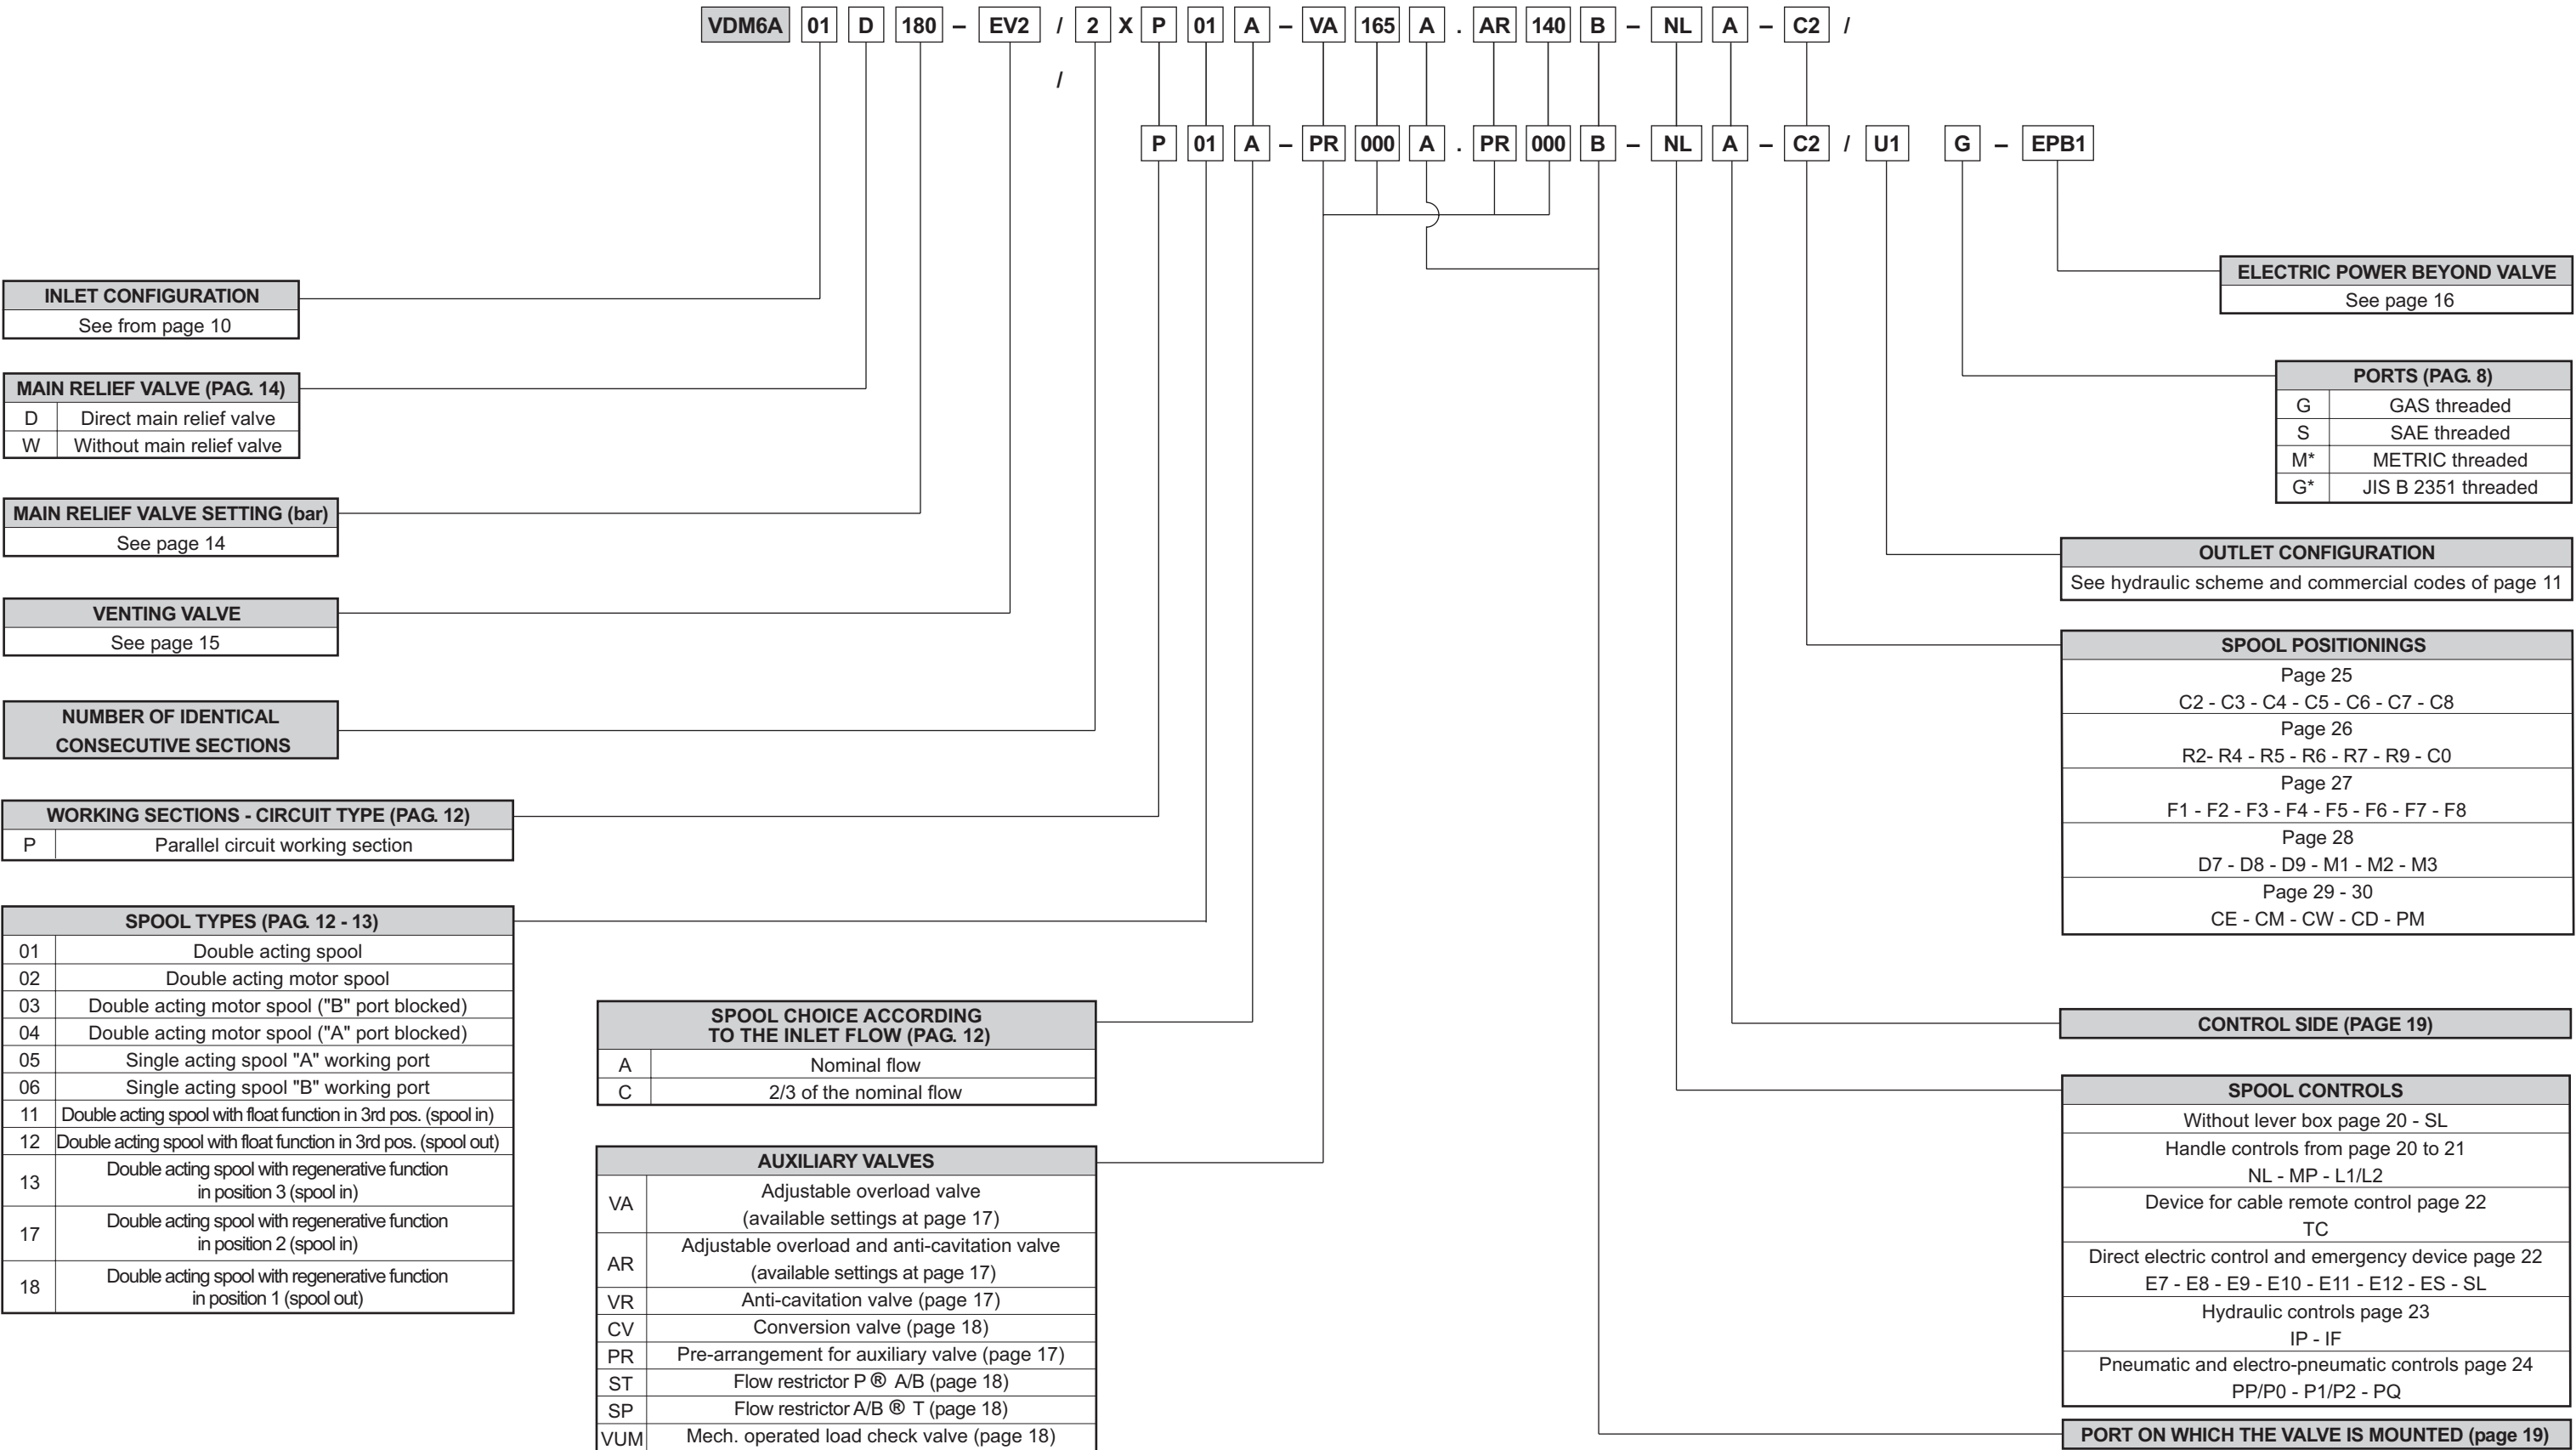 VDM6A 01 D 180 – EV2 / 2 X P 01 A – VA 165 A . AR 140 B – NL A – C2 /
/
P 01 A – PR 000 A . PR 000 B – NL A – C2 / U1 G – EPB1
INLET CONFIGURATION
See from page 10
MAIN RELIEF VALVE (PAG. 14)
D Direct main relief valve
W Without main relief valve
MAIN RELIEF VALVE SETTING (bar)
See page 14
VENTING VALVE
See page 15
NUMBER OF IDENTICAL
CONSECUTIVE SECTIONS
WORKING SECTIONS - CIRCUIT TYPE (PAG. 12)
P Parallel circuit working section
SPOOL TYPES (PAG. 12 - 13)
01 Double acting spool
02 Double acting motor spool
03 Double acting motor spool ("B" port blocked)
04 Double acting motor spool ("A" port blocked)
05 Single acting spool "A" working port
06 Single acting spool "B" working port
11 Double acting spool with float function in 3rd pos. (spool in)
12 Double acting spool with float function in 3rd pos. (spool out)
13 Double acting spool with regenerative function
in position 3 (spool in)
17 Double acting spool with regenerative function
in position 2 (spool in)
18 Double acting spool with regenerative function
in position 1 (spool out)
SPOOL CHOICE ACCORDING
TO THE INLET FLOW (PAG. 12)
A Nominal flow
C 2/3 of the nominal flow
AUXILIARY VALVES
VA Adjustable overload valve
(available settings at page 17)
AR Adjustable overload and anti-cavitation valve
(available settings at page 17)
VR Anti-cavitation valve (page 17)
CV Conversion valve (page 18)
PR Pre-arrangement for auxiliary valve (page 17)
ST Flow restrictor P ® A/B (page 18)
SP Flow restrictor A/B ® T (page 18)
VUM Mech. operated load check valve (page 18)
ELECTRIC POWER BEYOND VALVE
See page 16
PORTS (PAG. 8)
G GAS threaded
S SAE threaded
M* METRIC threaded
G* JIS B 2351 threaded
OUTLET CONFIGURATION
See hydraulic scheme and commercial codes of page 11
SPOOL POSITIONINGS
Page 25
C2 - C3 - C4 - C5 - C6 - C7 - C8
Page 26
R2- R4 - R5 - R6 - R7 - R9 - C0
Page 27
F1 - F2 - F3 - F4 - F5 - F6 - F7 - F8
Page 28
D7 - D8 - D9 - M1 - M2 - M3
Page 29 - 30
CE - CM - CW - CD - PM
CONTROL SIDE (PAGE 19)
SPOOL CONTROLS
Without lever box page 20 - SL
Handle controls from page 20 to 21
NL - MP - L1/L2
Device for cable remote control page 22
TC
Direct electric control and emergency device page 22
E7 - E8 - E9 - E10 - E11 - E12 - ES - SL
Hydraulic controls page 23
IP - IF
Pneumatic and electro-pneumatic controls page 24
PP/P0 - P1/P2 - PQ
PORT ON WHICH THE VALVE IS MOUNTED (page 19)